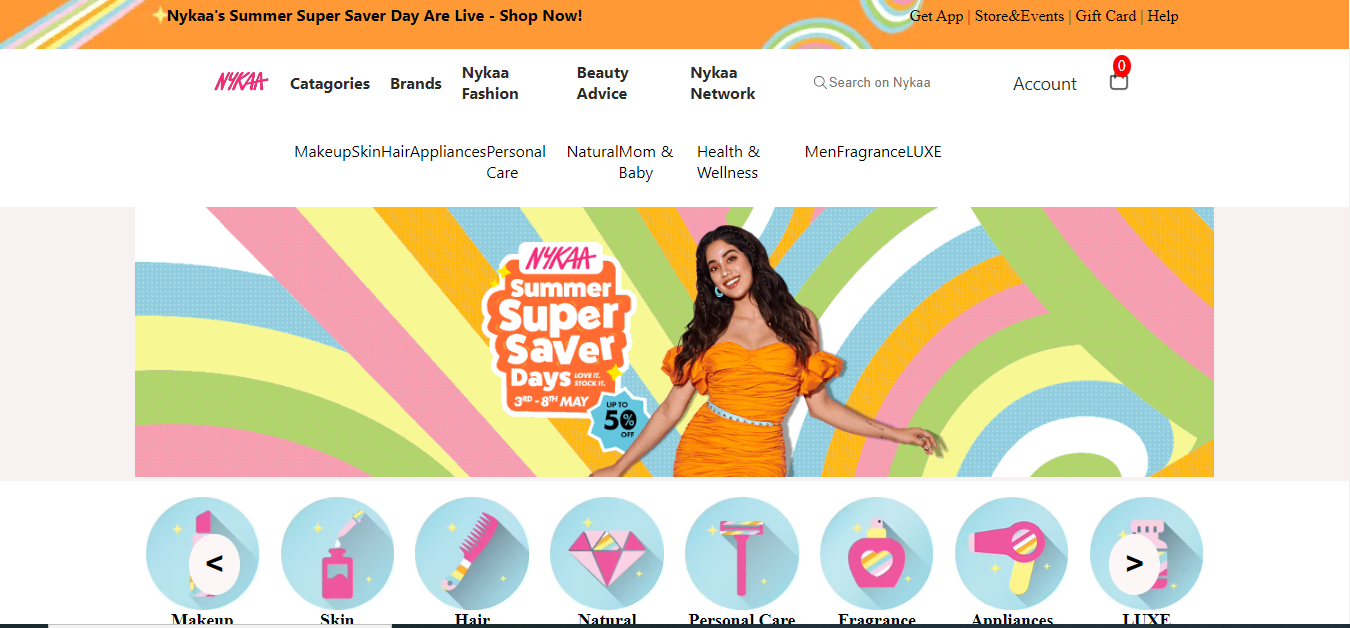 Nykaa's Summer Super Saver Day Are Live - Shop Now!
Get App | Store&Events | Gift Card | Help
NYKAA Catagories Brands Nykaa Fashion Beauty Advice Nykaa Network Search on Nykaa Account 0
MakeupSkinHairAppliancesPersonal Care NaturalMom & Baby Health & Wellness MenFragranceLUXE
NYKAA
Summer
Super
Saver
Days LOVE IT. STOCK IT.
3RD - 8TH MAY
UP TO
50%
OFF
< >
Makeup Skin Hair Natural Personal Care Fragrance Appliances LUXE